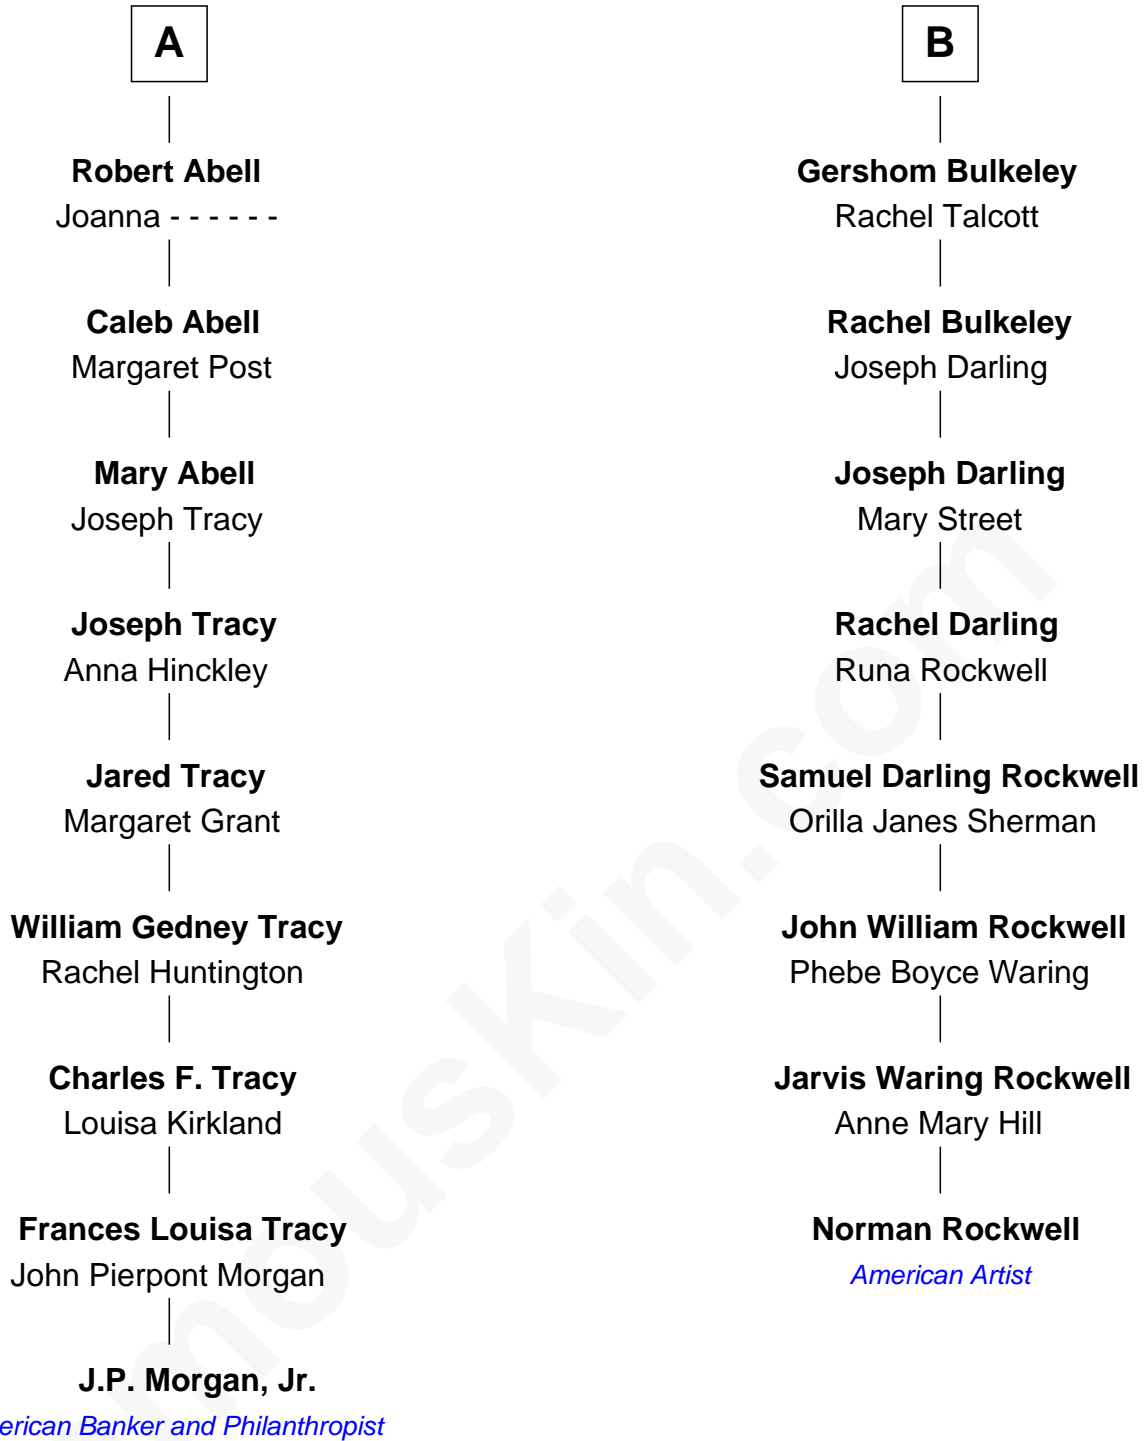 A
Robert Abell
Joanna - - - - - -
Caleb Abell
Margaret Post
Mary Abell
Joseph Tracy
Joseph Tracy
Anna Hinckley
Jared Tracy
Margaret Grant
William Gedney Tracy
Rachel Huntington
Charles F. Tracy
Louisa Kirkland
Frances Louisa Tracy
John Pierpont Morgan
J.P. Morgan, Jr.
erican Banker and Philanthropist
B
Gershom Bulkeley
Rachel Talcott
Rachel Bulkeley
Joseph Darling
Joseph Darling
Mary Street
Rachel Darling
Runa Rockwell
Samuel Darling Rockwell
Orilla Janes Sherman
John William Rockwell
Phebe Boyce Waring
Jarvis Waring Rockwell
Anne Mary Hill
Norman Rockwell
American Artist
mousKin.com